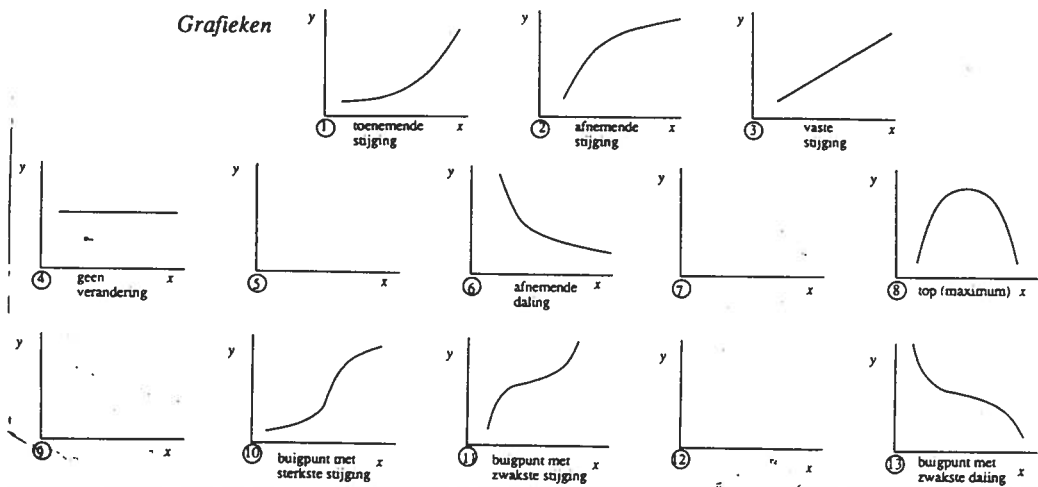 Grafieken
y
y
y
① toenemende x
stijging
② afnemende x
stijging
③ vaste x
stijging
y
y
y
y
y
④ geen x
verandering
⑤ x
⑥ afnemende x
daling
⑦ x
⑧ top (maximum) x
y
y
y
y
y
⑨ x
⑩ buigpunt met x
sterkste stijging
⑪ buigpunt met x
zwakste stijging
⑫ x
⑬ buigpunt met x
zwakste daling